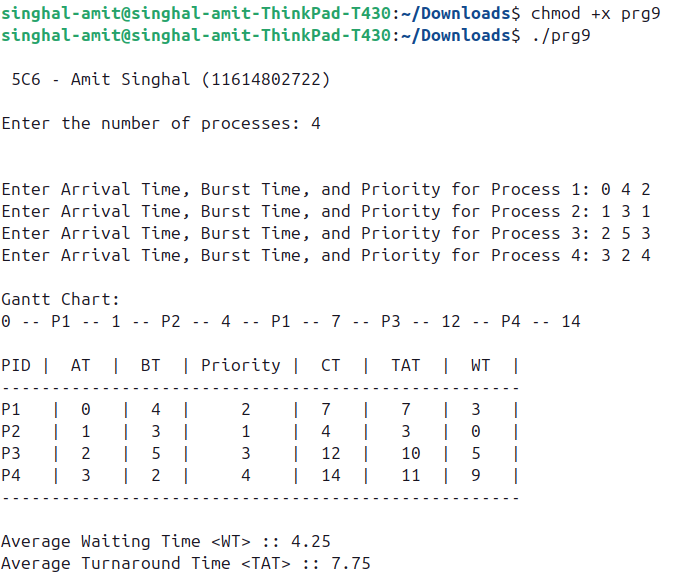 singhal-amit@singhal-amit-ThinkPad-T430:~/Downloads$ chmod +x prg9
singhal-amit@singhal-amit-ThinkPad-T430:~/Downloads$ ./prg9
5C6 - Amit Singhal (11614802722)
Enter the number of processes: 4
Enter Arrival Time, Burst Time, and Priority for Process 1: 0 4 2
Enter Arrival Time, Burst Time, and Priority for Process 2: 1 3 1
Enter Arrival Time, Burst Time, and Priority for Process 3: 2 5 3
Enter Arrival Time, Burst Time, and Priority for Process 4: 3 2 4
Gantt Chart:
0 -- P1 -- 1 -- P2 -- 4 -- P1 -- 7 -- P3 -- 12 -- P4 -- 14
PID |  AT  |  BT  | Priority |  CT  |  TAT  |  WT  |
----------------------------------------------------
P1   |  0   |  4  |     2    |  7   |   7   |  3   |
P2   |  1   |  3  |     1    |  4   |   3   |  0   |
P3   |  2   |  5  |     3    |  12  |   10  |  5   |
P4   |  3   |  2  |     4    |  14  |   11  |  9   |
----------------------------------------------------
Average Waiting Time <WT> :: 4.25
Average Turnaround Time <TAT> :: 7.75